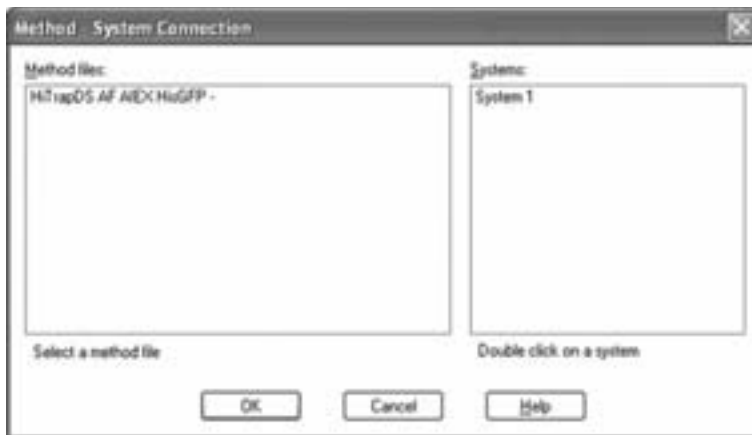 Method - System Connection
Method files:
HiTrapDS AF AIEX HisGFP -
Select a method file
Systems:
System 1
Double click on a system
OK
Cancel
Help